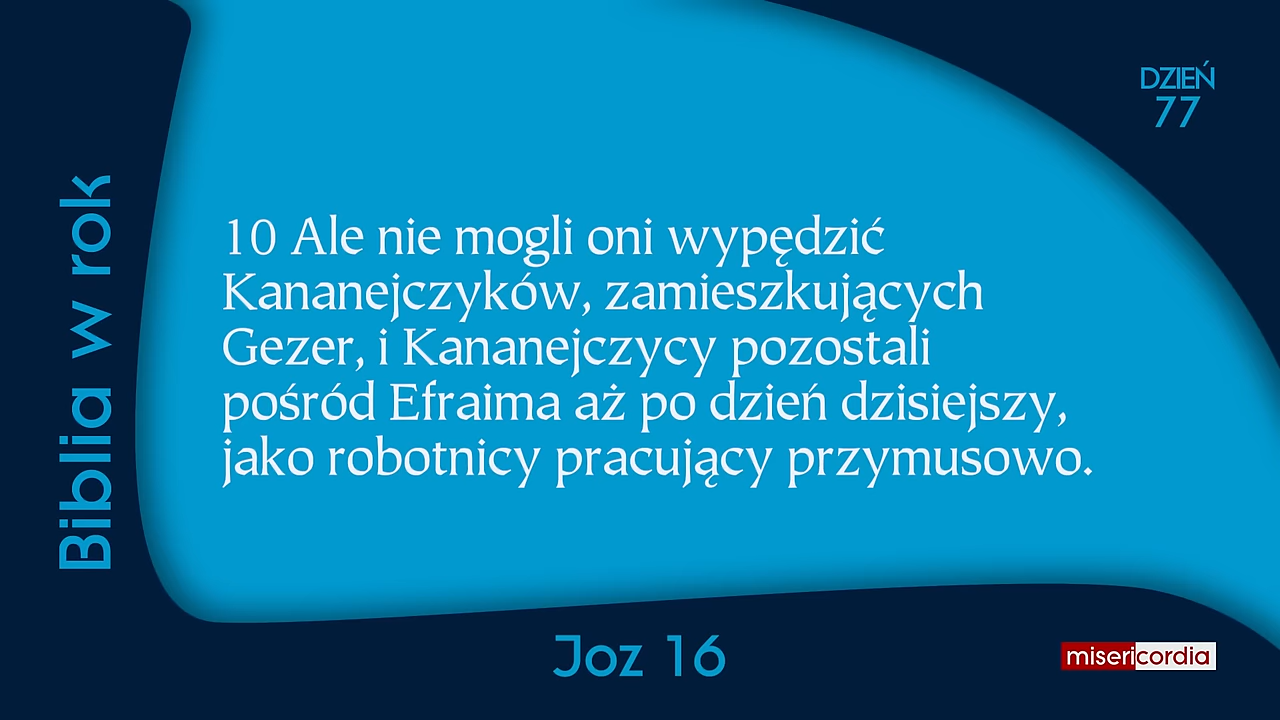 DZIEŃ
77
Biblia w rok
10 Ale nie mogli oni wypędzić
Kananejczyków, zamieszkujących
Gezer, i Kananejczycy pozostali
pośród Efraima aż po dzień dzisiejszy,
jako robotnicy pracujący przymusowo.
Joz 16
misericordia